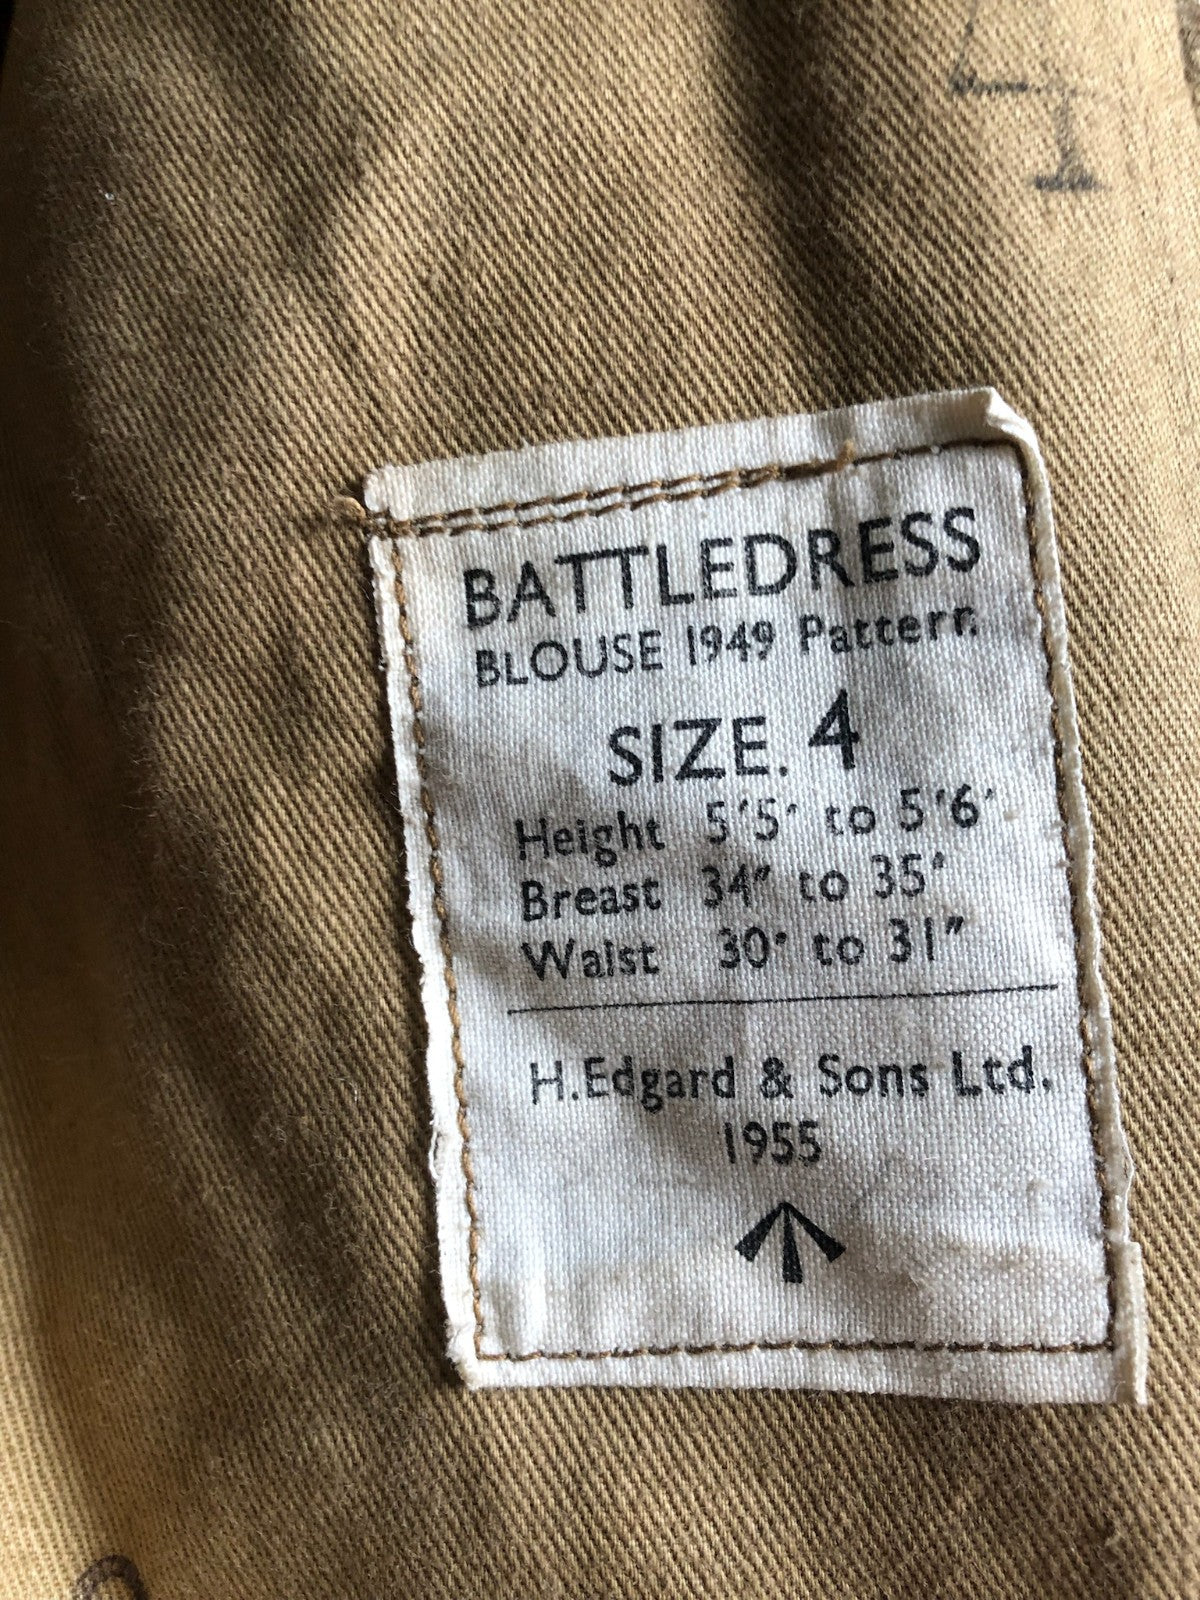 4
BATTLEDRESS
BLOUSE 1949 Pattern.
SIZE. 4
Height 5'5" to 5'6"
Breast 34" to 35"
Waist 30" to 31"
H.Edgard & Sons Ltd.
1955